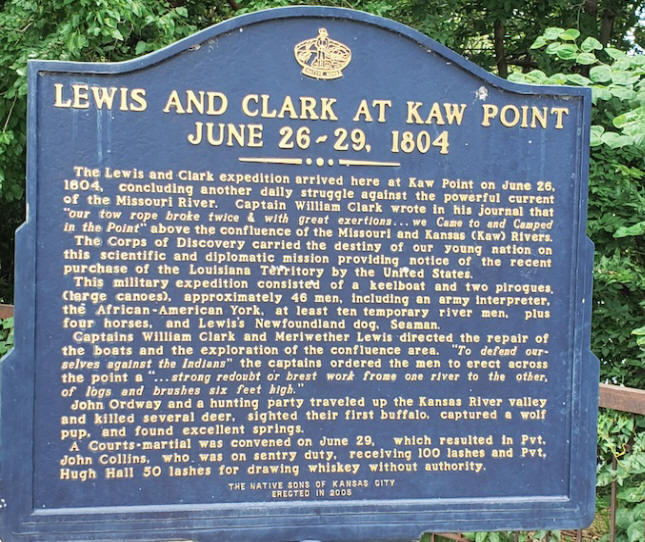 NATIVE SONS
LEWIS AND CLARK AT KAW POINT
JUNE 26~29, 1804
The Lewis and Clark expedition arrived here at Kaw Point on June 26,
1804, concluding another daily struggle against the powerful current
of the Missouri River. Captain William Clark wrote in his journal that
"our tow rope broke twice & with great exertions...we Came to and Camped
in the Point" above the confluence of the Missouri and Kansas (Kaw) Rivers.
The Corps of Discovery carried the destiny of our young nation on
this scientific and diplomatic mission providing notice of the recent
purchase of the Louisiana Territory by the United States.
This military expedition consisted of a keelboat and two pirogues
(large canoes), approximately 46 men, including an army interpreter,
the African-American York, at least ten temporary river men, plus
four horses, and Lewis's Newfoundland dog, Seaman.
Captains William Clark and Meriwether Lewis directed the repair of
the boats and the exploration of the confluence area. "To defend our-
selves against the Indians" the captains ordered the men to erect across
the point a "...strong redoubt or brest work frome one river to the other,
of logs and brushes six feet high."
John Ordway and a hunting party traveled up the Kansas River valley
and killed several deer, sighted their first buffalo, captured a wolf
pup, and found excellent springs.
A Courts-martial was convened on June 29, which resulted in Pvt.
John Collins, who was on sentry duty, receiving 100 lashes and Pvt.
Hugh Hall 50 lashes for drawing whiskey without authority.
THE NATIVE SONS OF KANSAS CITY
ERECTED IN 2005